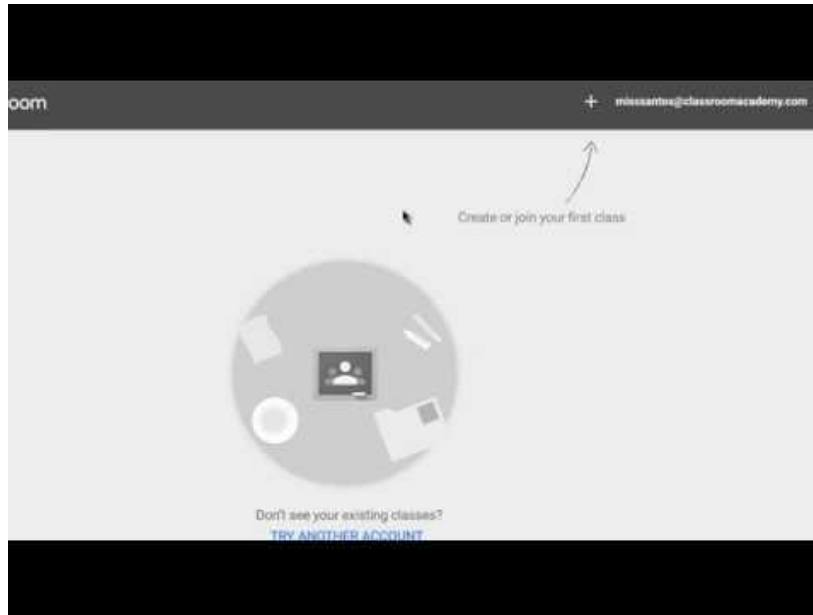 oom
+ misssantos@classroomacademy.com
Create or join your first class
Don't see your existing classes?
TRY ANOTHER ACCOUNT